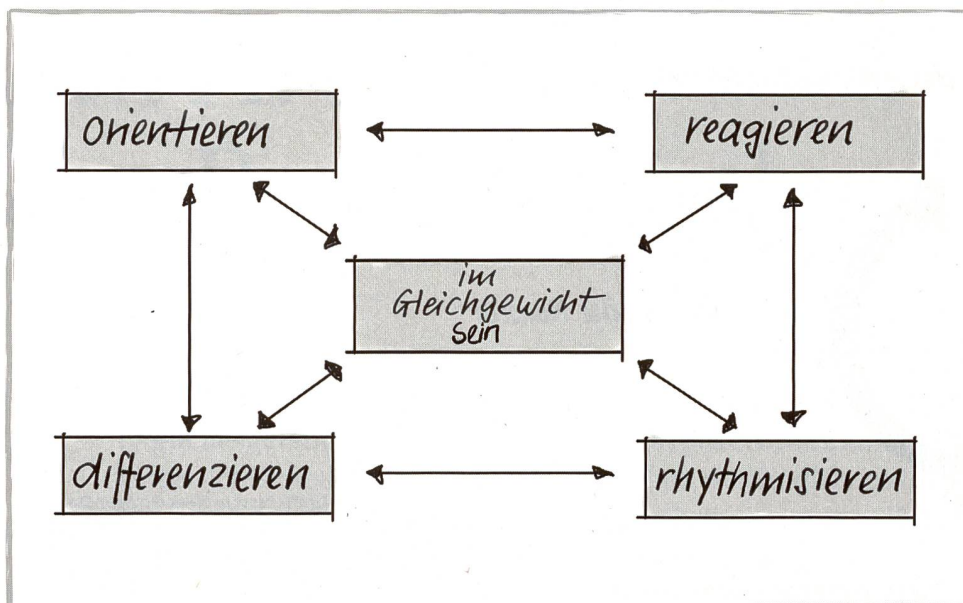 orientieren
reagieren
im
Gleichgewicht
sein
differenzieren
rhythmisieren